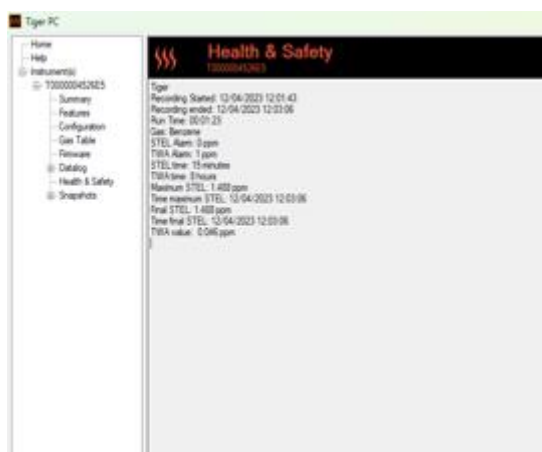 Tiger PC
Home
Help
Instrument(s)
Summary
Features
Configuration
Gas Table
Firmware
Datalog
Health & Safety
Snapshots
Health & Safety
Tiger
Recording Started: 12/04/2023 12:01:43
Recording ended: 12/04/2023 12:03:06
Run Time: 00:01:23
Gas: Benzene
STEL Alarm: 0 ppm
TWA Alarm: 1 ppm
STEL time: 15 minutes
TWA time: 8 hours
Maximum STEL: 1.488 ppm
Time maximum STEL: 12/04/2023 12:03:06
Final STEL: 1.488 ppm
Time final STEL: 12/04/2023 12:03:06
TWA value: 0.046 ppm